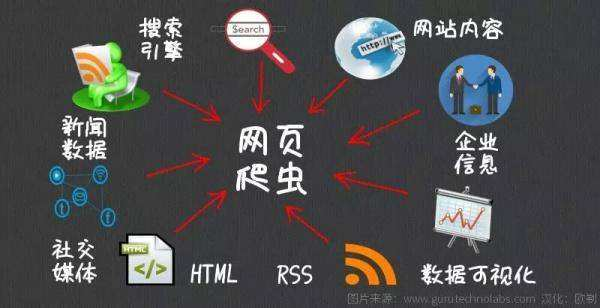 搜索
引擎
Search
http://www.
网站内容
新闻
数据
网页
爬虫
企业
信息
社交
媒体
HTML
HTML
RSS
数据可视化
图片来源：www.gurutechnolabs.com 汉化：欧勒